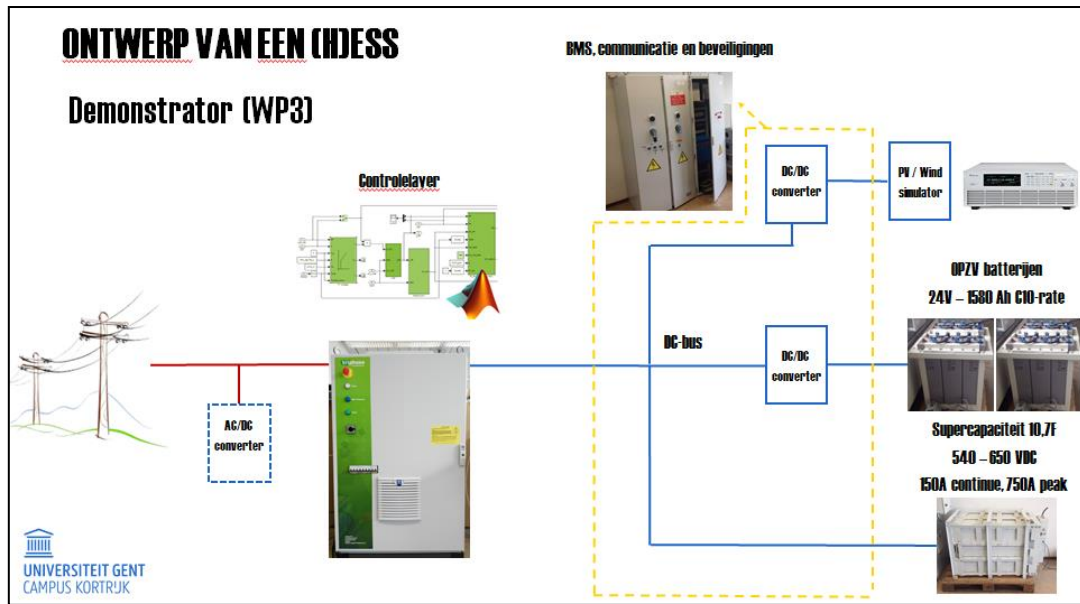 ONTWERP VAN EEN (H)ESS
Demonstrator (WP3)
BMS, communicatie en beveiligingen
Controlelayer
DC/DC
converter
PV / Wind
simulator
OPZV batterijen
24V – 1580 Ah C10-rate
DC-bus
DC/DC
converter
AC/DC
converter
Supercapaciteit 10,7F
540 – 650 VDC
150A continue, 750A peak
UNIVERSITEIT GENT
CAMPUS KORTRIJK